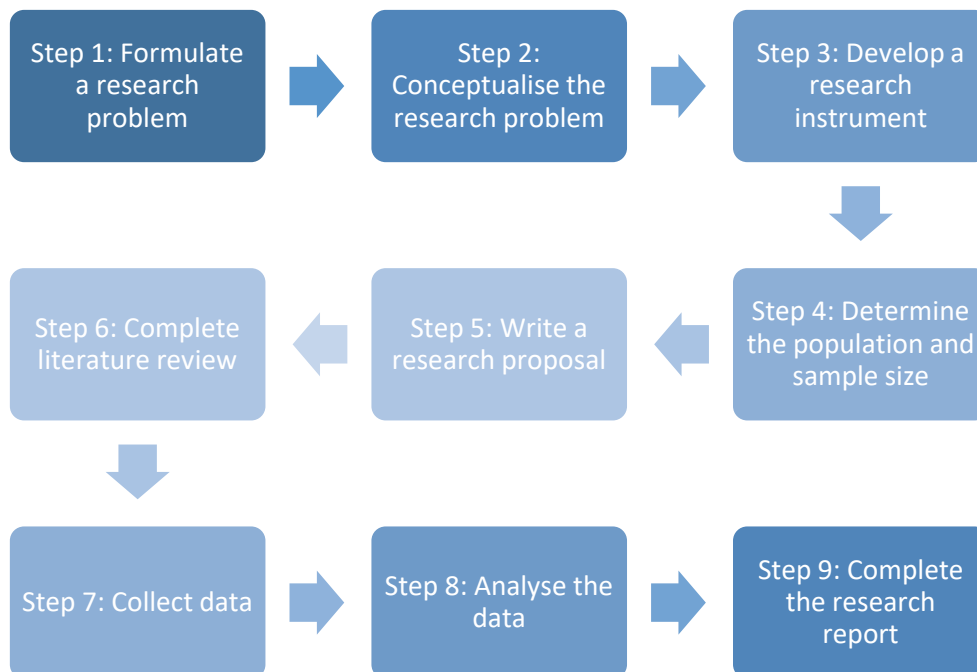 Step 1: Formulate
a research
problem
Step 2:
Conceptualise the
research problem
Step 3: Develop a
research
instrument
Step 4: Determine
the population and
sample size
Step 5: Write a
research proposal
Step 6: Complete
literature review
Step 7: Collect data
Step 8: Analyse the
data
Step 9: Complete
the research
report